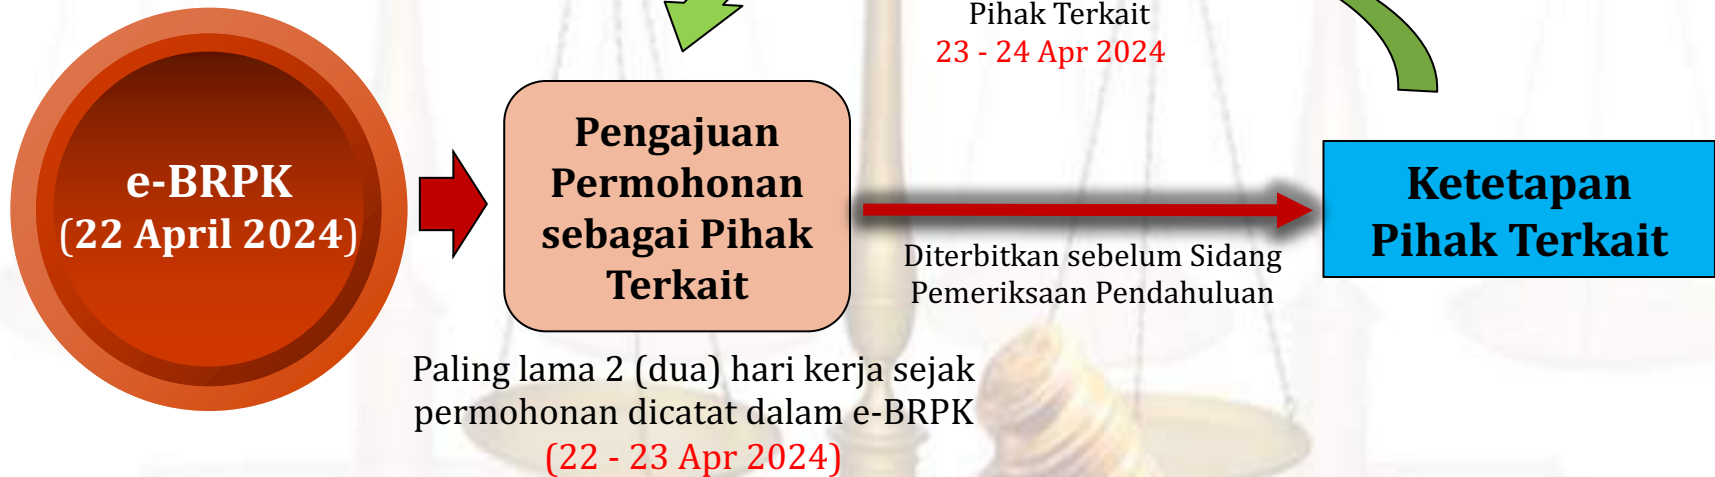 Pihak Terkait
23 - 24 Apr 2024
e-BRPK
(22 April 2024)
Pengajuan
Permohonan
sebagai Pihak
Terkait
Diterbitkan sebelum Sidang
Pemeriksaan Pendahuluan
Ketetapan
Pihak Terkait
Paling lama 2 (dua) hari kerja sejak
permohonan dicatat dalam e-BRPK
(22 - 23 Apr 2024)